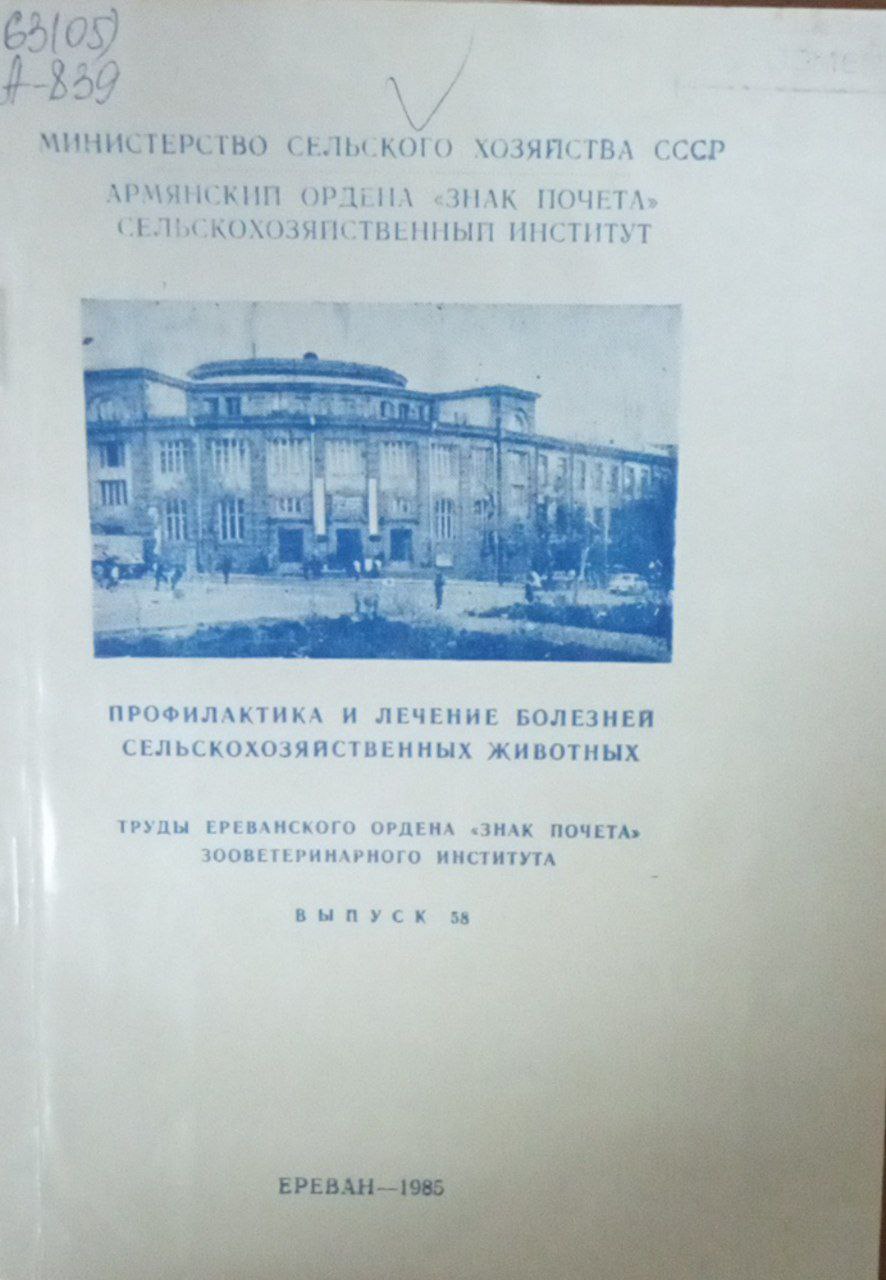 63(05)
А-839
МИНИСТЕРСТВО СЕЛЬСКОГО ХОЗЯЙСТВА СССР
АРМЯНСКИЙ ОРДЕНА «ЗНАК ПОЧЕТА»
СЕЛЬСКОХОЗЯЙСТВЕННЫЙ ИНСТИТУТ
ПРОФИЛАКТИКА И ЛЕЧЕНИЕ БОЛЕЗНЕЙ
СЕЛЬСКОХОЗЯЙСТВЕННЫХ ЖИВОТНЫХ
ТРУДЫ ЕРЕВАНСКОГО ОРДЕНА «ЗНАК ПОЧЕТА»
ЗООВЕТЕРИНАРНОГО ИНСТИТУТА
ВЫПУСК 58
ЕРЕВАН—1985